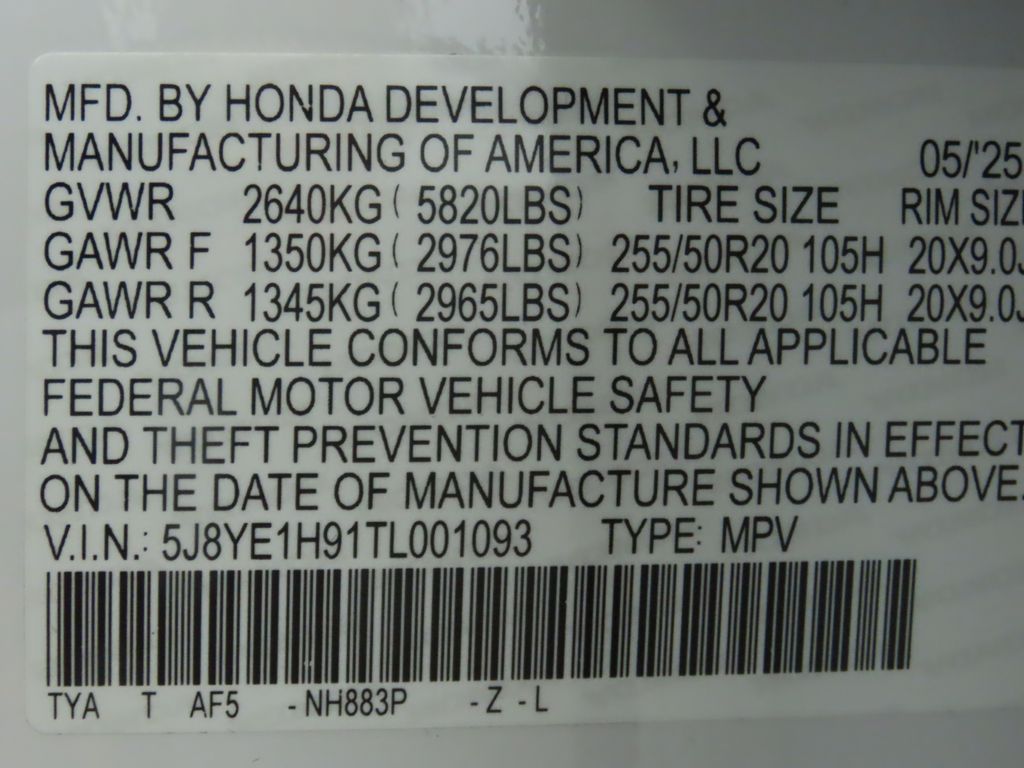 MFD. BY HONDA DEVELOPMENT &
MANUFACTURING OF AMERICA, LLC 05/'25
GVWR 2640KG ( 5820LBS) TIRE SIZE RIM SIZ
GAWR F 1350KG ( 2976LBS) 255/50R20 105H 20X9.0J
GAWR R 1345KG ( 2965LBS) 255/50R20 105H 20X9.0J
THIS VEHICLE CONFORMS TO ALL APPLICABLE
FEDERAL MOTOR VEHICLE SAFETY
AND THEFT PREVENTION STANDARDS IN EFFECT
ON THE DATE OF MANUFACTURE SHOWN ABOVE.
V.I.N.: 5J8YE1H91TL001093 TYPE: MPV
TYA T AF5 -NH883P -Z -L